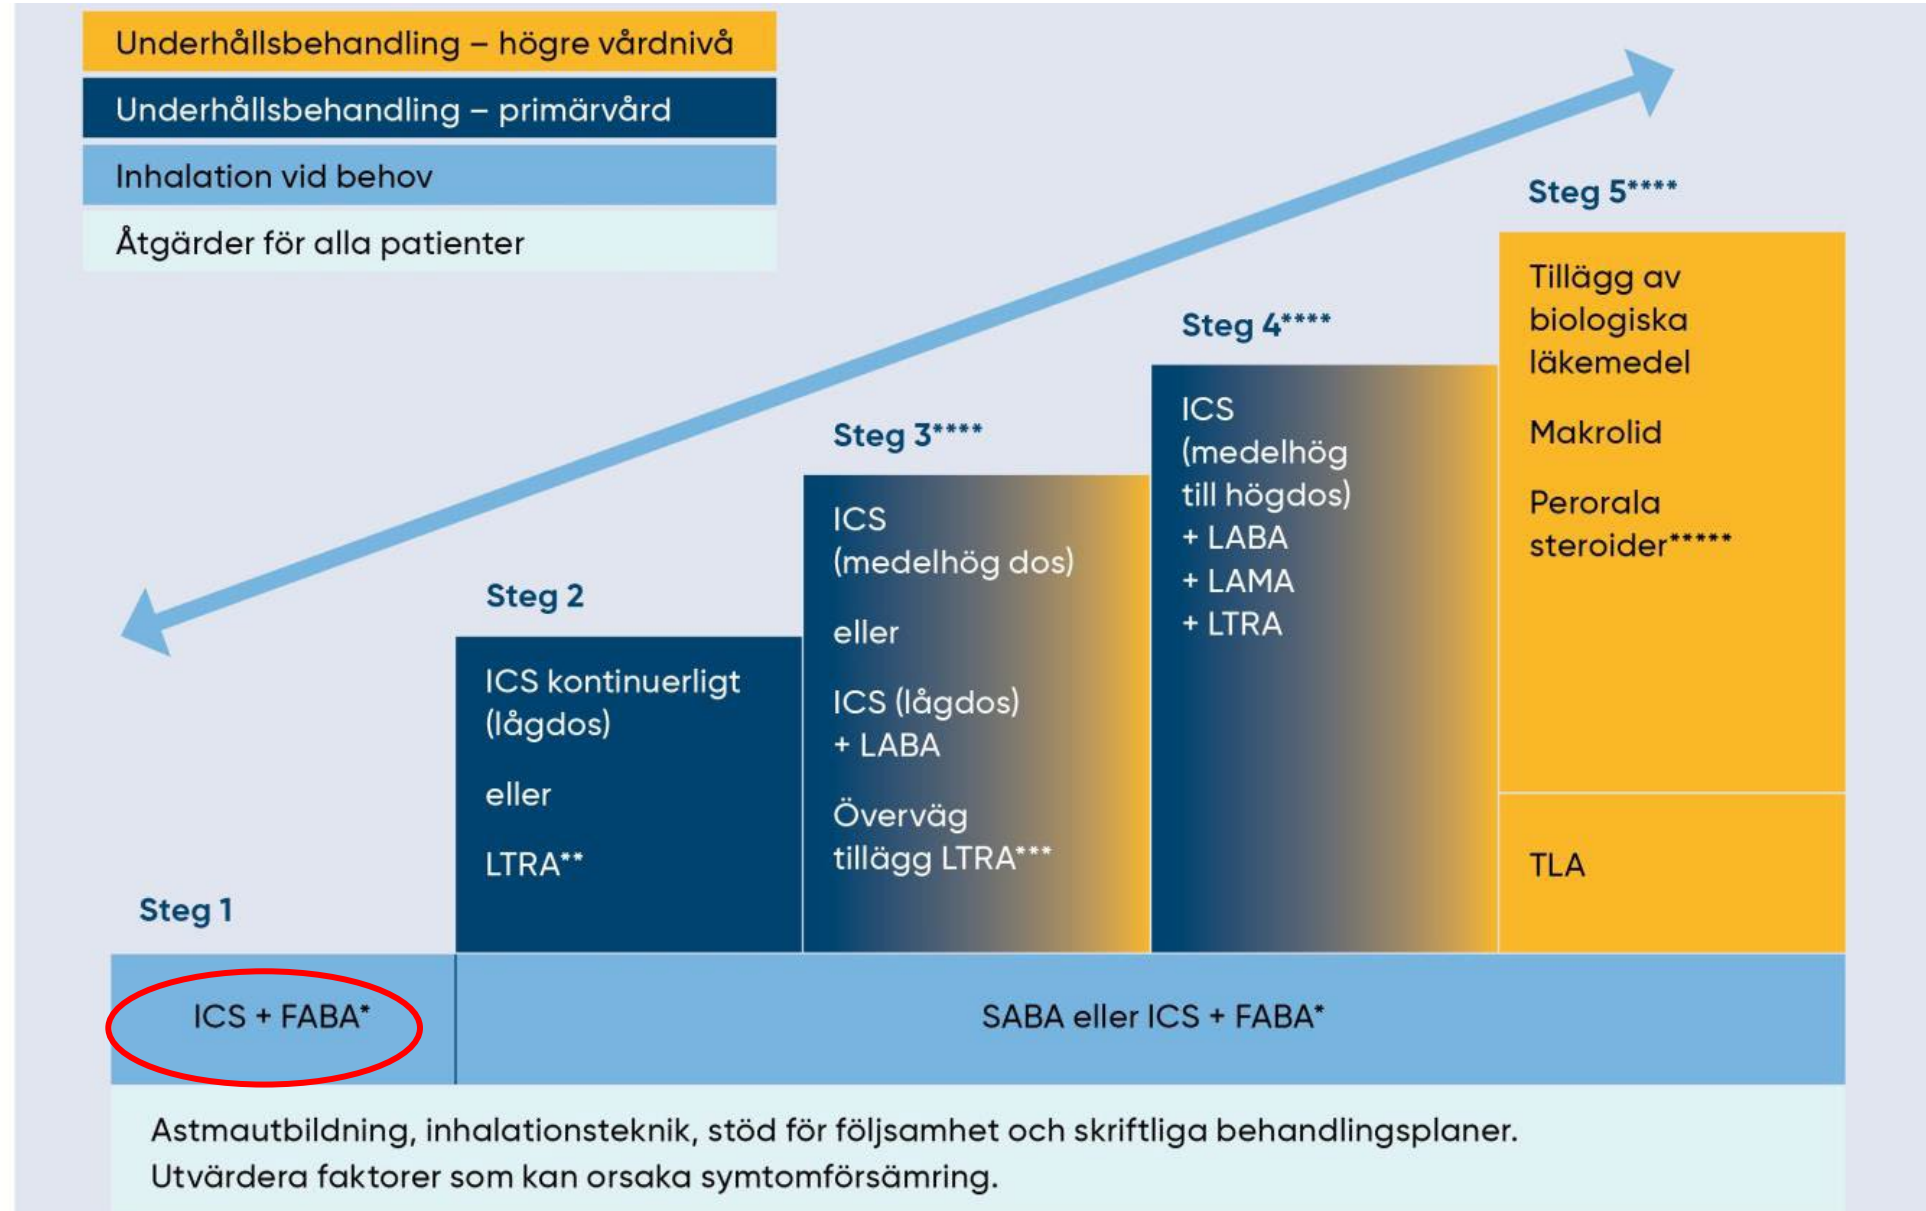 Underhållsbehandling – högre vårdnivå
Underhållsbehandling – primärvård
Inhalation vid behov
Åtgärder för alla patienter
Steg 1
ICS + FABA*
Steg 2
ICS kontinuerligt
(lågdos)
eller
LTRA**
Steg 3****
ICS
(medelhög dos)
eller
ICS (lågdos)
+ LABA
Överväg
tillägg LTRA***
Steg 4****
ICS
(medelhög
till högdos)
+ LABA
+ LAMA
+ LTRA
Steg 5****
Tillägg av
biologiska
läkemedel
Makrolid
Perorala
steroider*****
TLA
SABA eller ICS + FABA*
Astmautbildning, inhalationsteknik, stöd för följsamhet och skriftliga behandlingsplaner.
Utvärdera faktorer som kan orsaka symtomförsämring.